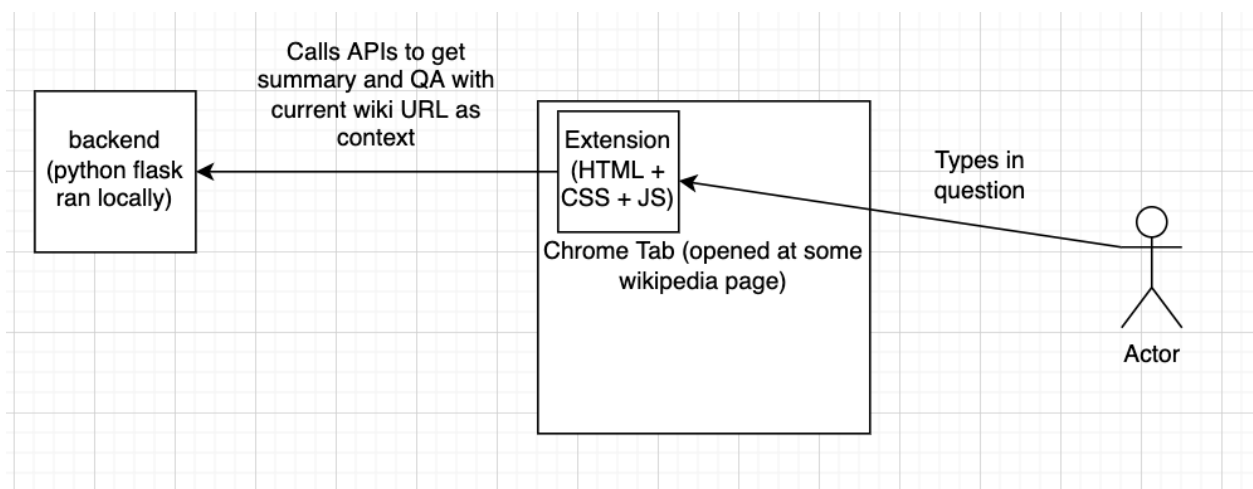 Calls APIs to get
summary and QA with
current wiki URL as
context
backend
(python flask
ran locally)
Extension
(HTML +
CSS + JS)
Chrome Tab (opened at some
wikipedia page)
Types in
question
Actor